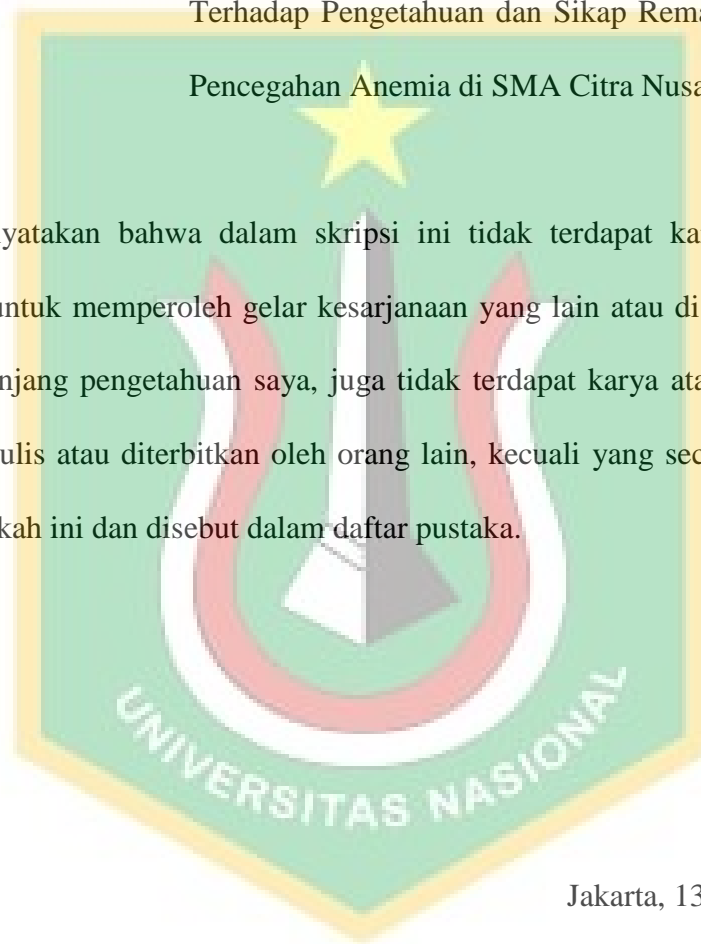 Terhadap Pengetahuan dan Sikap Rema
Pencegahan Anemia di SMA Citra Nusa
yatakan bahwa dalam skripsi ini tidak terdapat ka
untuk memperoleh gelar kesarjanaan yang lain atau di
njang pengetahuan saya, juga tidak terdapat karya ata
ulis atau diterbitkan oleh orang lain, kecuali yang sec
kah ini dan disebut dalam daftar pustaka.
UNIVERSITAS NASIONAL
Jakarta, 13